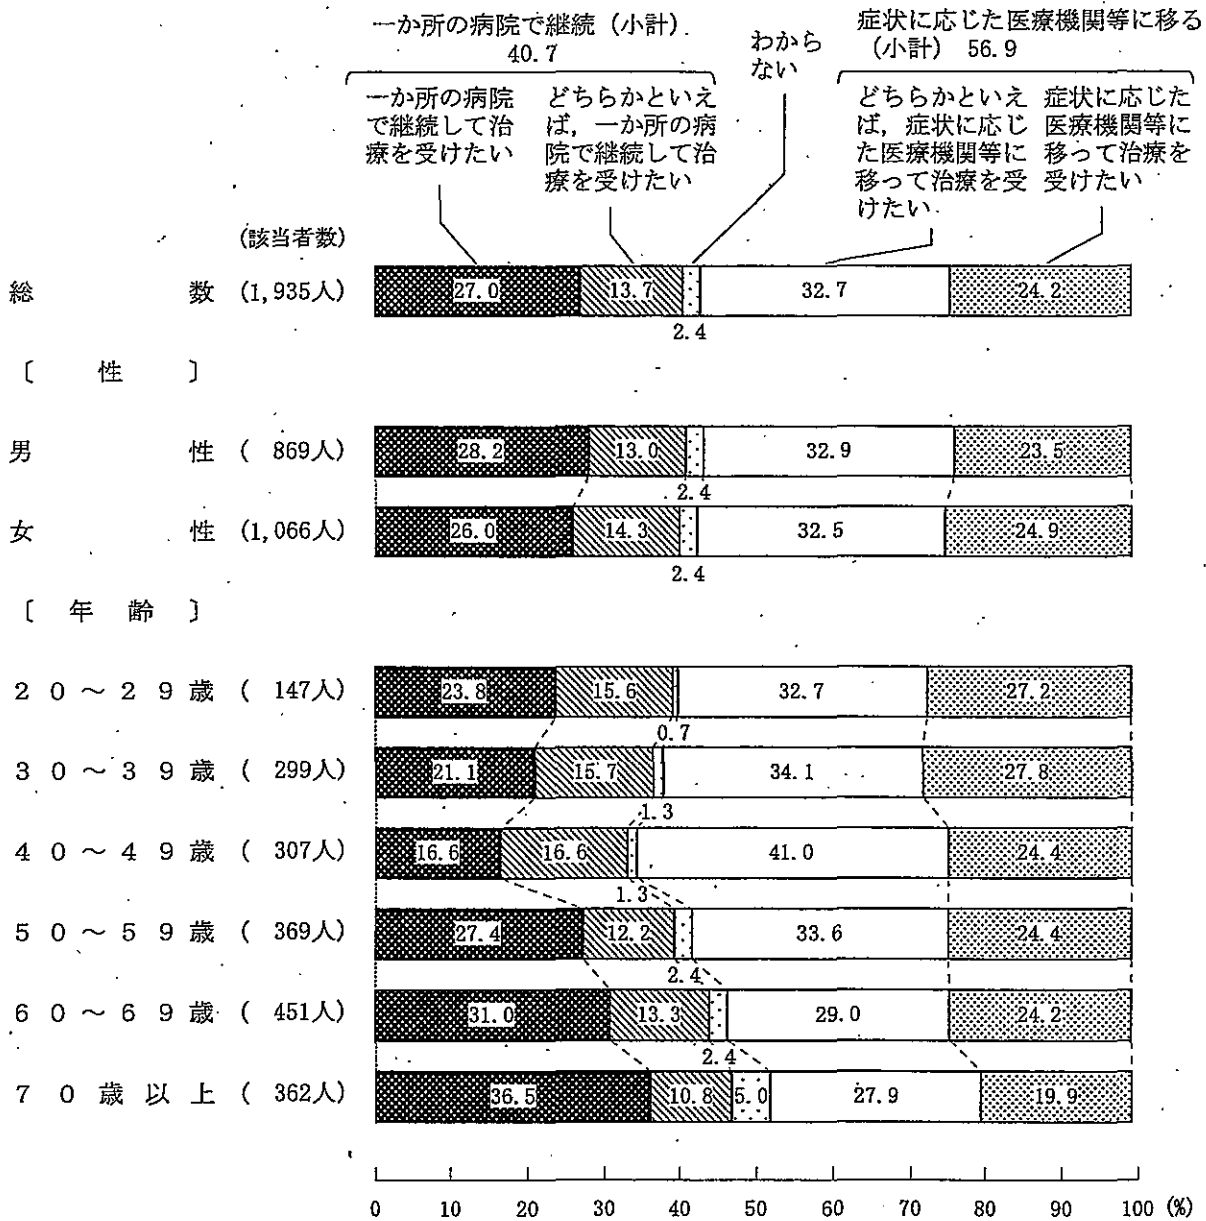 一か所の病院で継続（小計）
40.7
わから
ない
症状に応じた医療機関等に移る
（小計） 56.9
一か所の病院
で継続して治
療を受けたい
どちらかといえ
ば，一か所の病
院で継続して治
療を受けたい
どちらかといえ
ば，症状に応じ
た医療機関等に
移って治療を受
けたい
症状に応じた
医療機関等に
移って治療を
受けたい
(該当者数)
総 数 (1,935人) 27.0 13.7 32.7 24.2
2.4
〔 性 〕
男 性 ( 869人) 28.2 13.0 32.9 23.5
2.4
女 性 (1,066人) 26.0 14.3 32.5 24.9
2.4
〔 年 齢 〕
２０～２９歳 ( 147人) 23.8 15.6 32.7 27.2
0.7
３０～３９歳 ( 299人) 21.1 15.7 34.1 27.8
1.3
４０～４９歳 ( 307人) 16.6 16.6 41.0 24.4
1.3
５０～５９歳 ( 369人) 27.4 12.2 33.6 24.4
2.4
６０～６９歳 ( 451人) 31.0 13.3 29.0 24.2
2.4
７０歳以上 ( 362人) 36.5 10.8 5.0 27.9 19.9
0 10 20 30 40 50 60 70 80 90 100 (%)